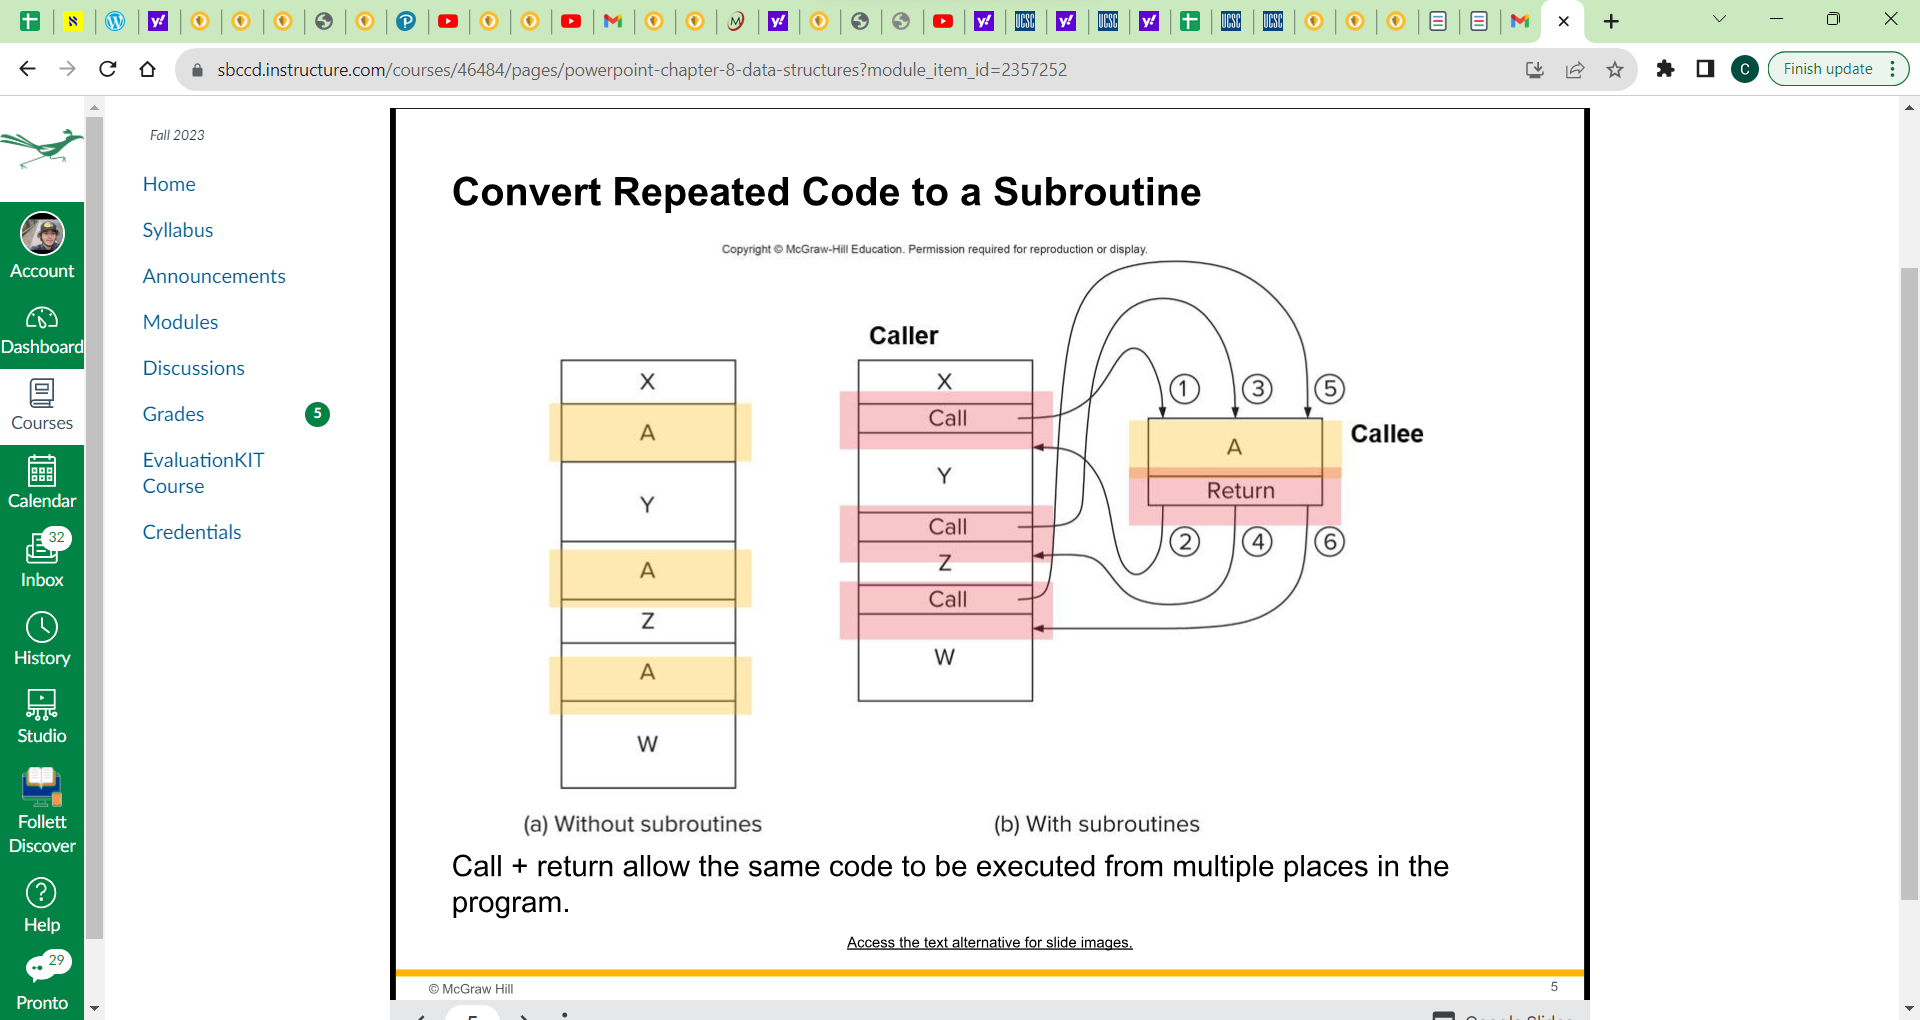 sbccd.instructure.com/courses/46484/pages/powerpoint-chapter-8-data-structures?module_item_id=2357252
C
Finish update
Account
Dashboard
Courses
Calendar
32
Inbox
History
Studio
Follett
Discover
Help
29
Pronto
Fall 2023
Home
Syllabus
Announcements
Modules
Discussions
Grades 5
EvaluationKIT
Course
Credentials
Convert Repeated Code to a Subroutine
Copyright © McGraw-Hill Education. Permission required for reproduction or display.
X
A
Y
A
Z
A
W
(a) Without subroutines
Caller
X
Call
Y
Call
Z
Call
W
1 3 5
A
Callee
Return
2 4 6
(b) With subroutines
Call + return allow the same code to be executed from multiple places in the
program.
Access the text alternative for slide images.
© McGraw Hill
5